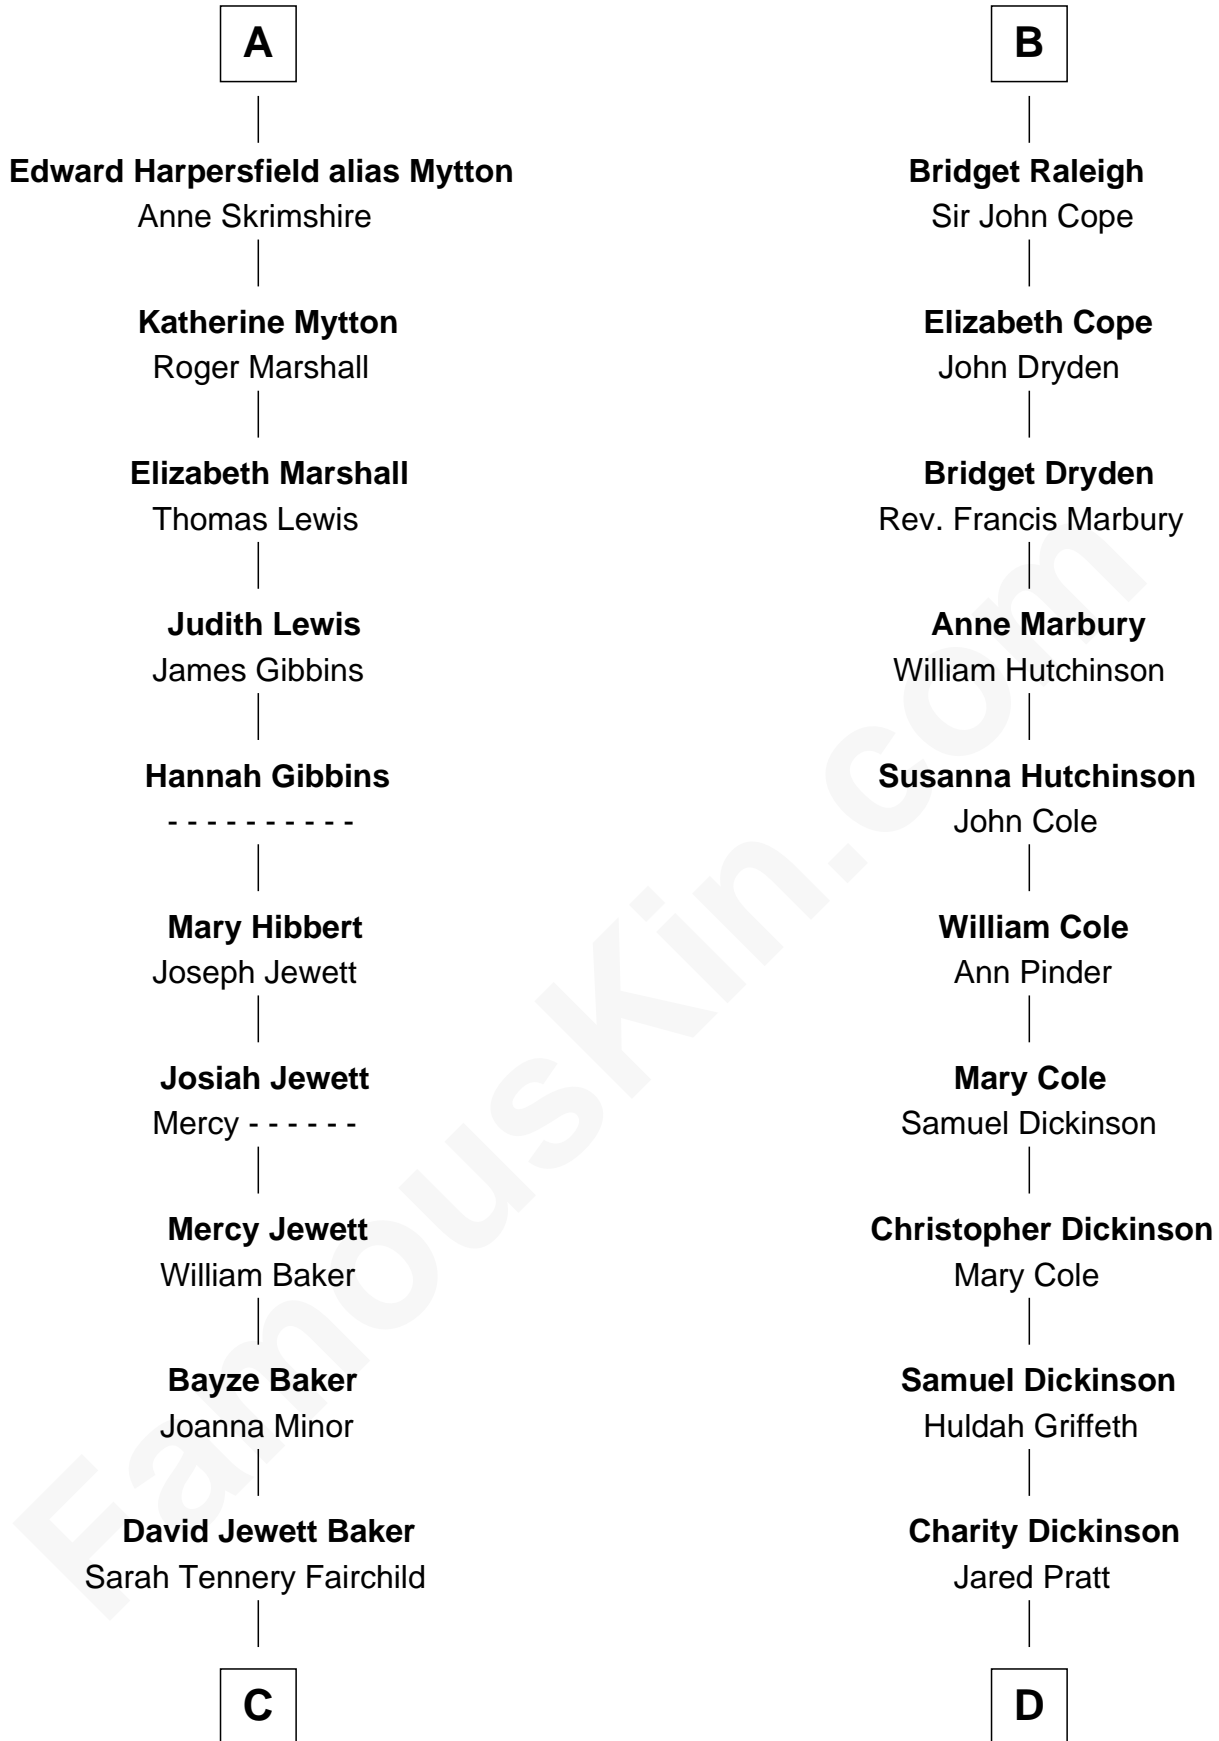 A
Edward Harpersfield alias Mytton
Anne Skrimshire
Katherine Mytton
Roger Marshall
Elizabeth Marshall
Thomas Lewis
Judith Lewis
James Gibbins
Hannah Gibbins
- - - - - - - - - -
Mary Hibbert
Joseph Jewett
Josiah Jewett
Mercy - - - - - -
Mercy Jewett
William Baker
Bayze Baker
Joanna Minor
David Jewett Baker
Sarah Tennery Fairchild
C
B
Bridget Raleigh
Sir John Cope
Elizabeth Cope
John Dryden
Bridget Dryden
Rev. Francis Marbury
Anne Marbury
William Hutchinson
Susanna Hutchinson
John Cole
William Cole
Ann Pinder
Mary Cole
Samuel Dickinson
Christopher Dickinson
Mary Cole
Samuel Dickinson
Huldah Griffeth
Charity Dickinson
Jared Pratt
D
FamousKin.com